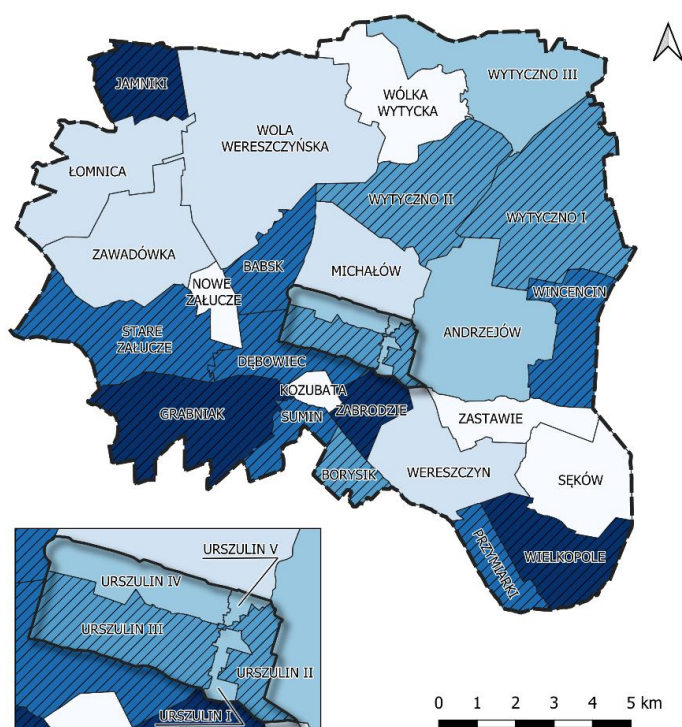 JAMNIKI
WYTYCZNO III
WÓLKA
WYTYCKA
WOLA
WERESZCZYŃSKA
ŁOMNICA
WYTYCZNO II
WYTYCZNO I
ZAWADÓWKA
BABSK
MICHAŁÓW
NOWE
ZAŁUCZE
WINCENCIN
STARE
ZAŁUCZE
ANDRZEJÓW
DĘBOWIEC
KOZUBATA
GRABNIAK
SUMIN
ZABRODZIE
ZASTAWIE
BORYSIK
WERESZCZYN
SĘKÓW
PRZYMIARKI
WIELKOPOLE
URSZULIN V
URSZULIN IV
URSZULIN III
URSZULIN II
URSZULIN I
0 1 2 3 4 5 km